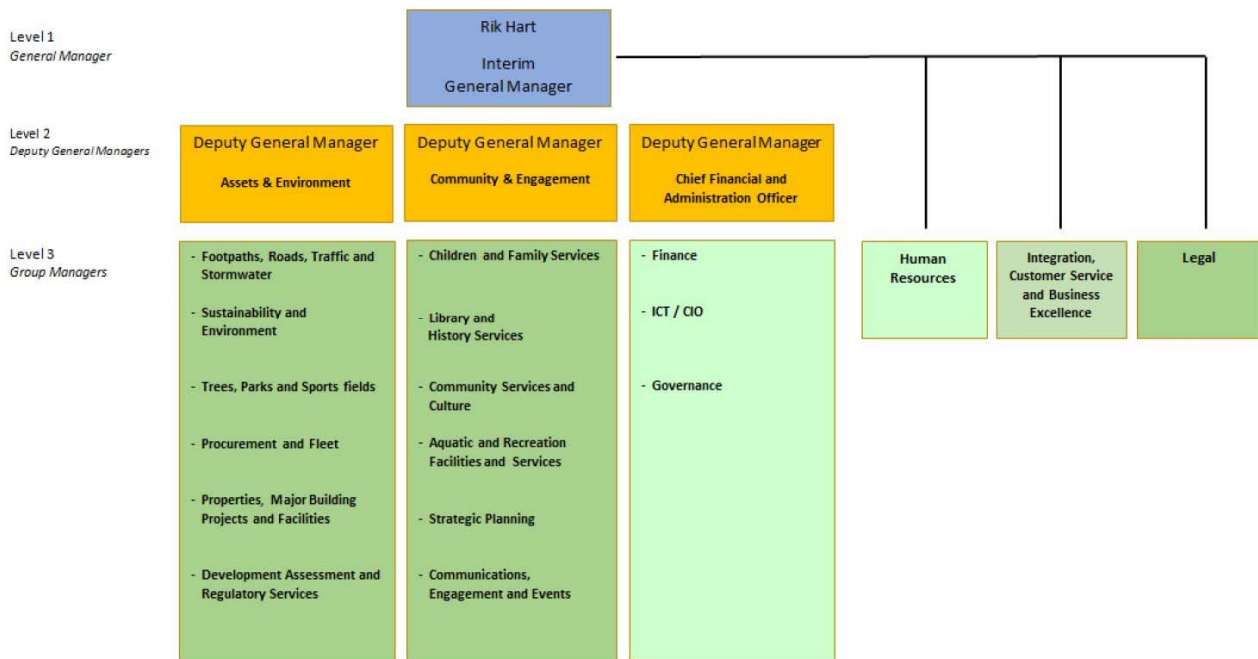 Level 1
General Manager
Rik Hart
Interim
General Manager
Level 2
Deputy General Managers
Deputy General Manager
Assets & Environment
Deputy General Manager
Community & Engagement
Deputy General Manager
Chief Financial and
Administration Officer
Level 3
Group Managers
- Footpaths, Roads, Traffic and
Stormwater
- Sustainability and
Environment
- Trees, Parks and Sports fields
- Procurement and Fleet
- Properties, Major Building
Projects and Facilities
- Development Assessment and
Regulatory Services
- Children and Family Services
- Library and
History Services
- Community Services and
Culture
- Aquatic and Recreation
Facilities and Services
- Strategic Planning
- Communications,
Engagement and Events
- Finance
- ICT / CIO
- Governance
Human
Resources
Integration,
Customer Service
and Business
Excellence
Legal